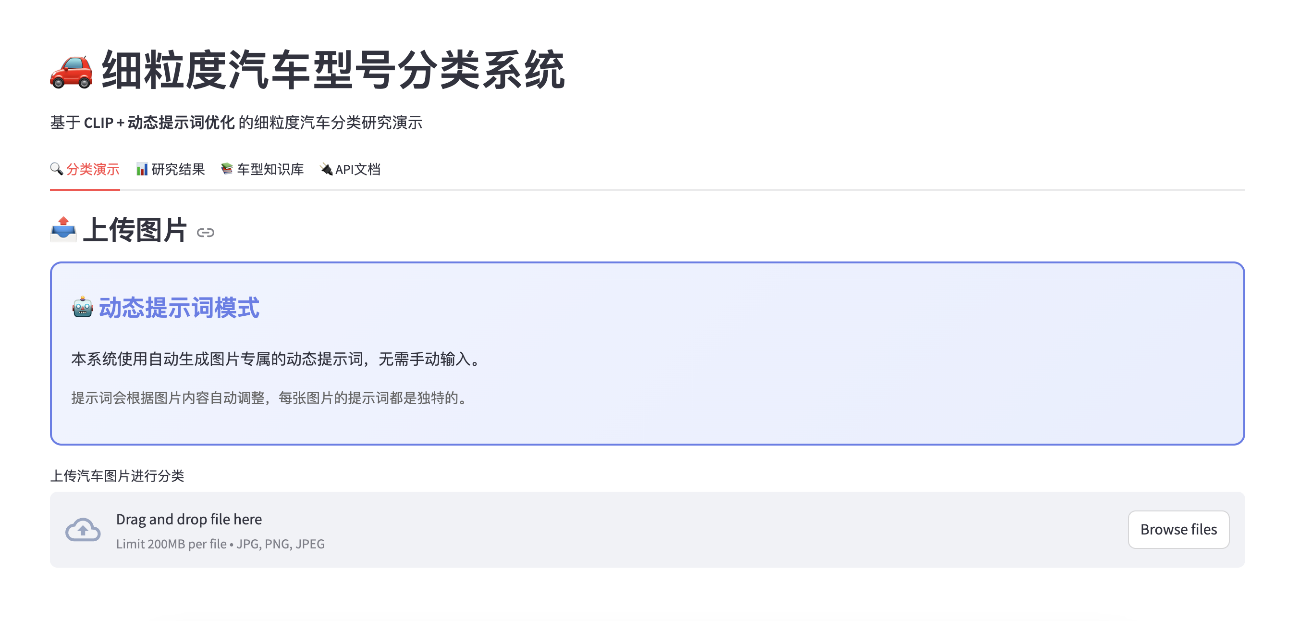 🚗 细粒度汽车型号分类系统
基于 CLIP + 动态提示词优化 的细粒度汽车分类研究演示
🔍 分类演示 📊 研究结果 📚 车型知识库 🔌 API文档
📤 上传图片
🤖 动态提示词模式
本系统使用自动生成图片专属的动态提示词，无需手动输入。
提示词会根据图片内容自动调整，每张图片的提示词都是独特的。
上传汽车图片进行分类
Drag and drop file here
Limit 200MB per file • JPG, PNG, JPEG
Browse files